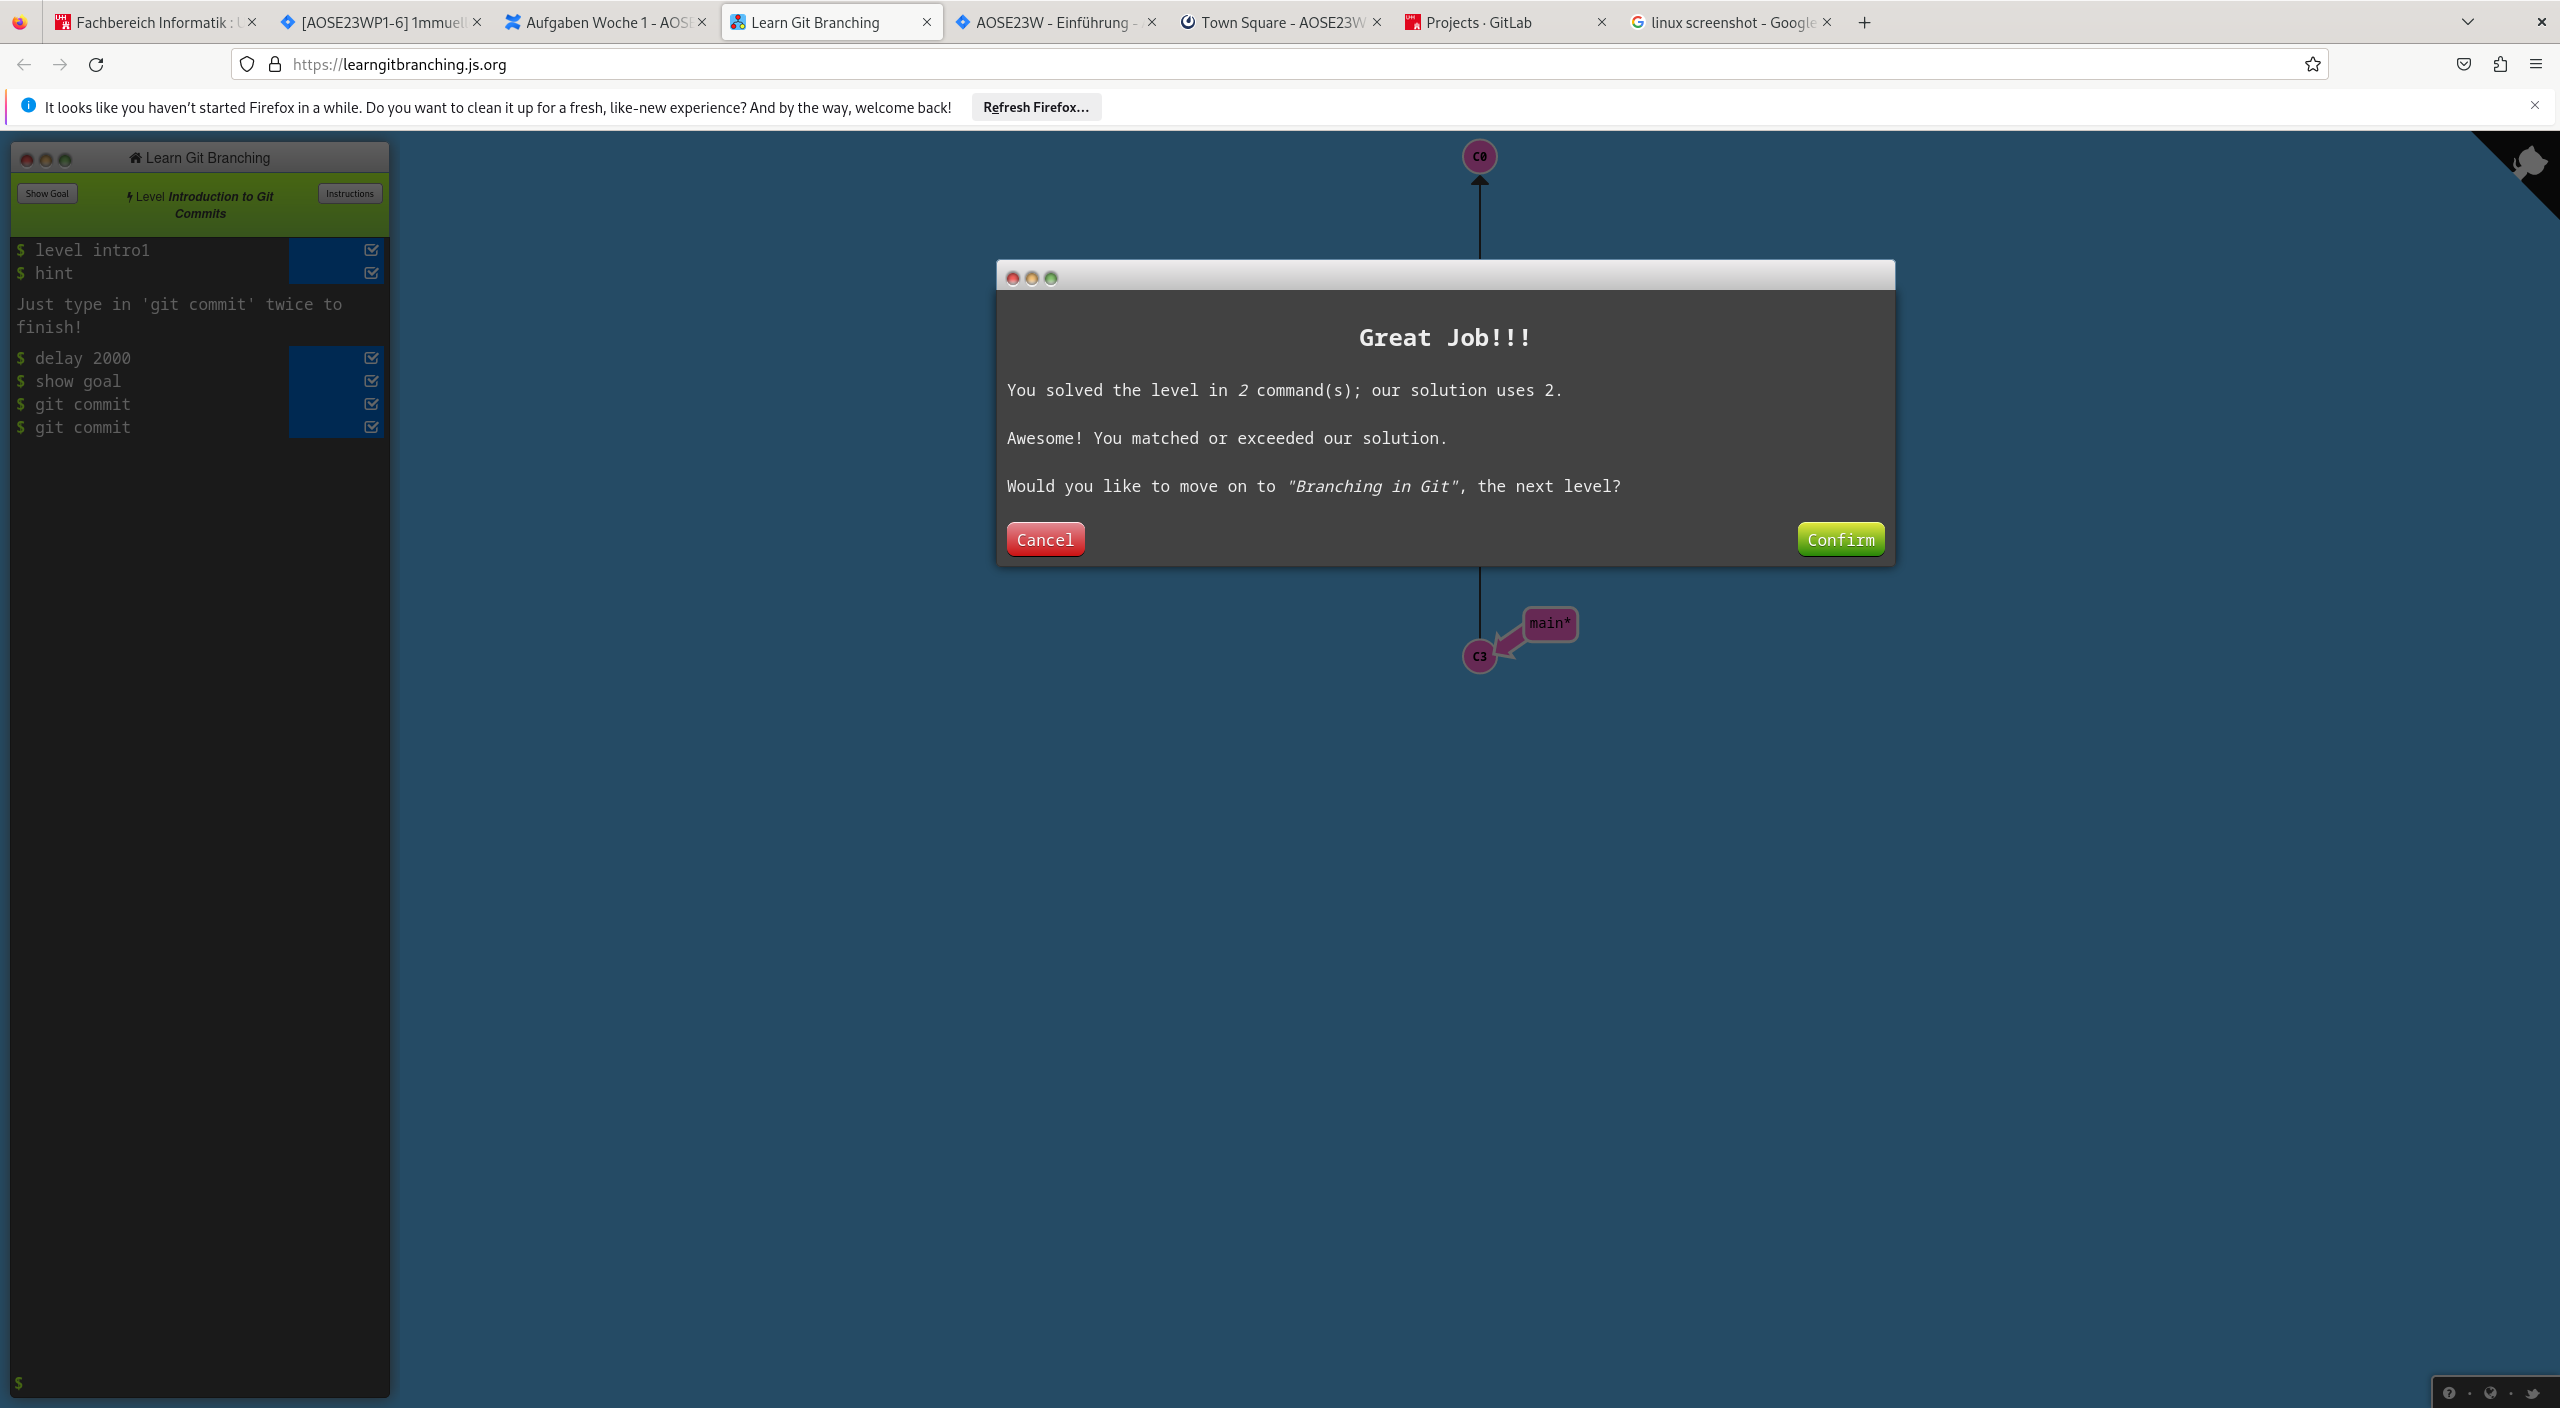 Fachbereich Informatik :
[AOSE23WP1-6] 1mmuel
Aufgaben Woche 1 - AOSE
Learn Git Branching
AOSE23W - Einführung -
Town Square - AOSE23W
Projects · GitLab
linux screenshot - Google
https://learngitbranching.js.org
It looks like you haven't started Firefox in a while. Do you want to clean it up for a fresh, like-new experience? And by the way, welcome back!
Refresh Firefox…
Learn Git Branching
Show Goal
Level Introduction to Git
Commits
Instructions
$ level intro1
$ hint
Just type in 'git commit' twice to
finish!
$ delay 2000
$ show goal
$ git commit
$ git commit
$
C0
Great Job!!!
You solved the level in 2 command(s); our solution uses 2.
Awesome! You matched or exceeded our solution.
Would you like to move on to "Branching in Git", the next level?
Cancel
Confirm
main*
C3